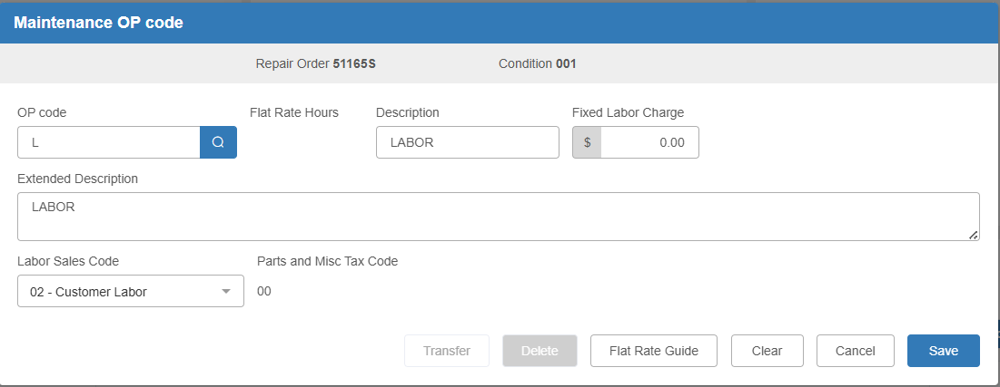 Maintenance OP code
Repair Order 51165S Condition 001
OP code Flat Rate Hours Description Fixed Labor Charge
L LABOR $ 0.00
Extended Description
LABOR
Labor Sales Code Parts and Misc Tax Code
02 - Customer Labor 00
Transfer Delete Flat Rate Guide Clear Cancel Save